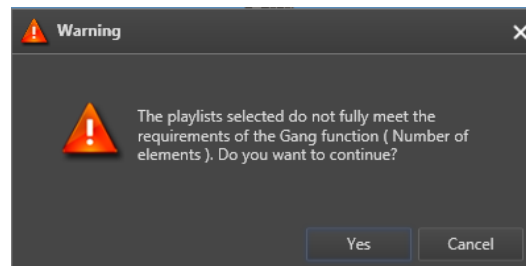 Warning
The playlists selected do not fully meet the
requirements of the Gang function ( Number of
elements ). Do you want to continue?
Yes Cancel